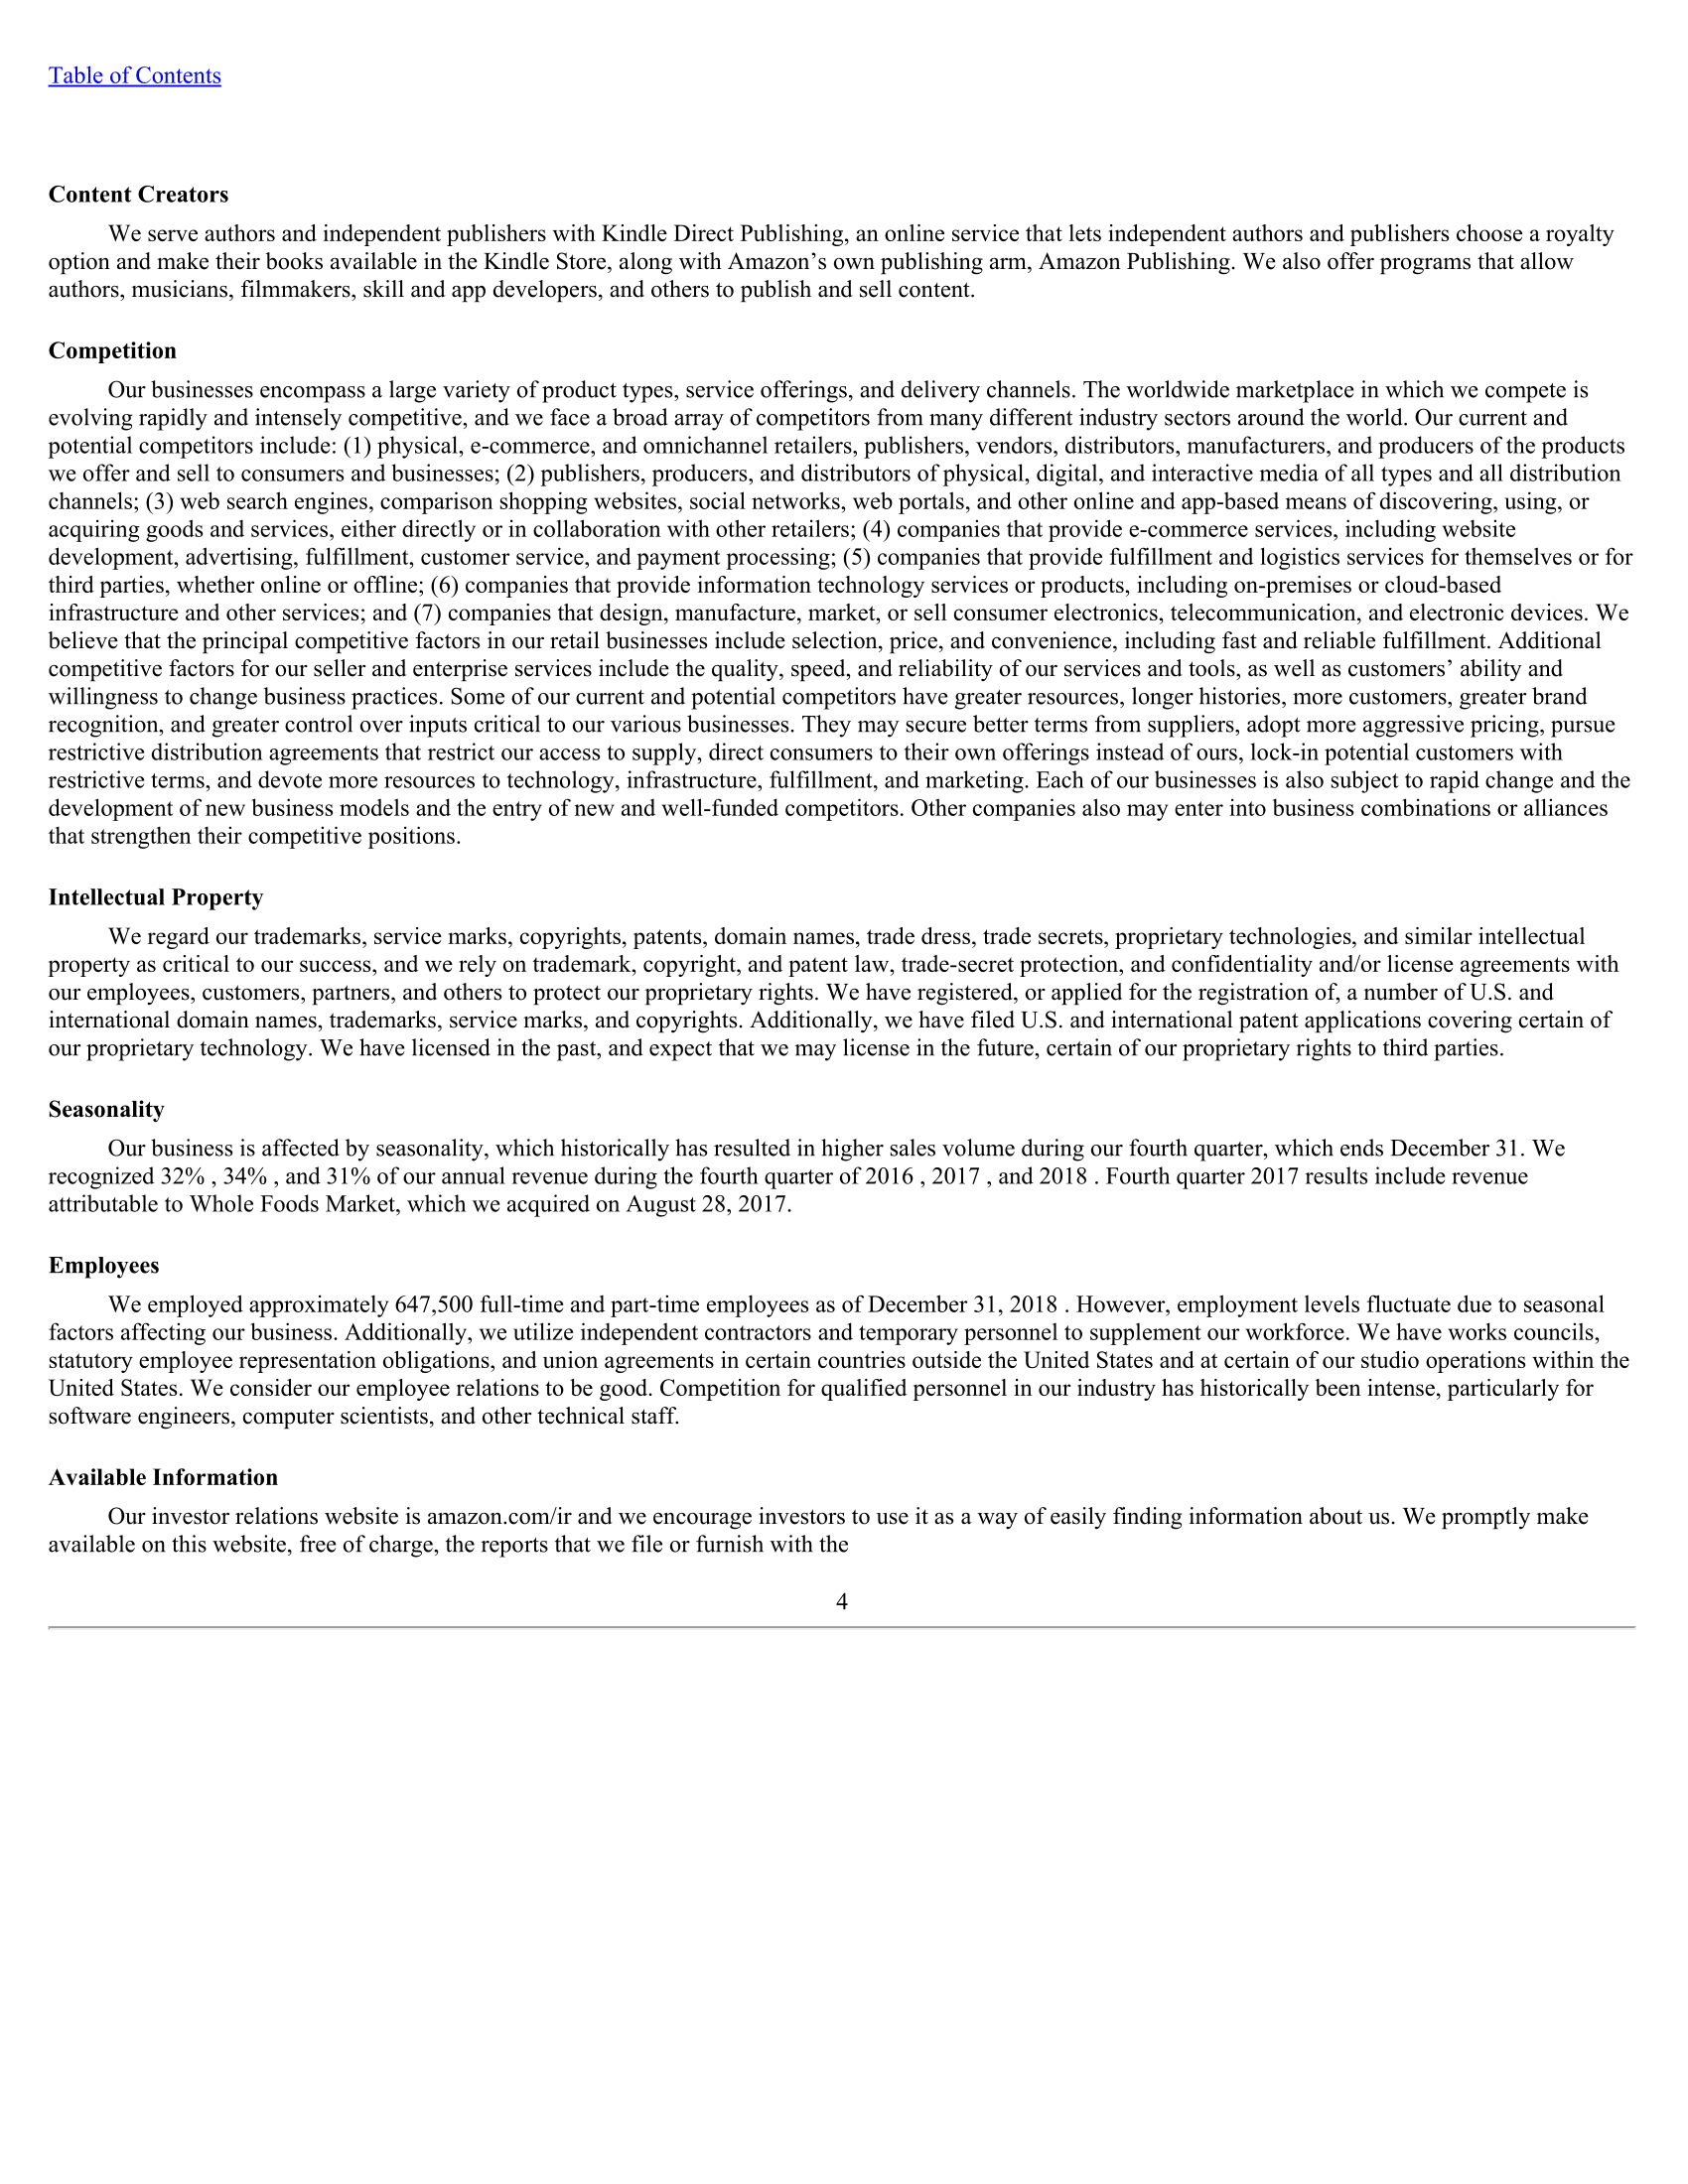 Table of Contents
Content Creators
We serve authors and independent publishers with Kindle Direct Publishing, an online service that lets independent authors and publishers choose a royalty
option and make their books available in the Kindle Store, along with Amazon’s own publishing arm, Amazon Publishing. We also offer programs that allow
authors, musicians, filmmakers, skill and app developers, and others to publish and sell content.
Competition
Our businesses encompass a large variety of product types, service offerings, and delivery channels. The worldwide marketplace in which we compete is
evolving rapidly and intensely competitive, and we face a broad array of competitors from many different industry sectors around the world. Our current and
potential competitors include: (1) physical, e-commerce, and omnichannel retailers, publishers, vendors, distributors, manufacturers, and producers of the products
we offer and sell to consumers and businesses; (2) publishers, producers, and distributors of physical, digital, and interactive media of all types and all distribution
channels; (3) web search engines, comparison shopping websites, social networks, web portals, and other online and app-based means of discovering, using, or
acquiring goods and services, either directly or in collaboration with other retailers; (4) companies that provide e-commerce services, including website
development, advertising, fulfillment, customer service, and payment processing; (5) companies that provide fulfillment and logistics services for themselves or for
third parties, whether online or offline; (6) companies that provide information technology services or products, including on-premises or cloud-based
infrastructure and other services; and (7) companies that design, manufacture, market, or sell consumer electronics, telecommunication, and electronic devices. We
believe that the principal competitive factors in our retail businesses include selection, price, and convenience, including fast and reliable fulfillment. Additional
competitive factors for our seller and enterprise services include the quality, speed, and reliability of our services and tools, as well as customers’ ability and
willingness to change business practices. Some of our current and potential competitors have greater resources, longer histories, more customers, greater brand
recognition, and greater control over inputs critical to our various businesses. They may secure better terms from suppliers, adopt more aggressive pricing, pursue
restrictive distribution agreements that restrict our access to supply, direct consumers to their own offerings instead of ours, lock-in potential customers with
restrictive terms, and devote more resources to technology, infrastructure, fulfillment, and marketing. Each of our businesses is also subject to rapid change and the
development of new business models and the entry of new and well-funded competitors. Other companies also may enter into business combinations or alliances
that strengthen their competitive positions.
Intellectual Property
We regard our trademarks, service marks, copyrights, patents, domain names, trade dress, trade secrets, proprietary technologies, and similar intellectual
property as critical to our success, and we rely on trademark, copyright, and patent law, trade-secret protection, and confidentiality and/or license agreements with
our employees, customers, partners, and others to protect our proprietary rights. We have registered, or applied for the registration of, a number of U.S. and
international domain names, trademarks, service marks, and copyrights. Additionally, we have filed U.S. and international patent applications covering certain of
our proprietary technology. We have licensed in the past, and expect that we may license in the future, certain of our proprietary rights to third parties.
Seasonality
Our business is affected by seasonality, which historically has resulted in higher sales volume during our fourth quarter, which ends December 31. We
recognized 32% , 34% , and 31% of our annual revenue during the fourth quarter of 2016 , 2017 , and 2018 . Fourth quarter 2017 results include revenue
attributable to Whole Foods Market, which we acquired on August 28, 2017.
Employees
We employed approximately 647,500 full-time and part-time employees as of December 31, 2018 . However, employment levels fluctuate due to seasonal
factors affecting our business. Additionally, we utilize independent contractors and temporary personnel to supplement our workforce. We have works councils,
statutory employee representation obligations, and union agreements in certain countries outside the United States and at certain of our studio operations within the
United States. We consider our employee relations to be good. Competition for qualified personnel in our industry has historically been intense, particularly for
software engineers, computer scientists, and other technical staff.
Available Information
Our investor relations website is amazon.com/ir and we encourage investors to use it as a way of easily finding information about us. We promptly make
available on this website, free of charge, the reports that we file or furnish with the
4